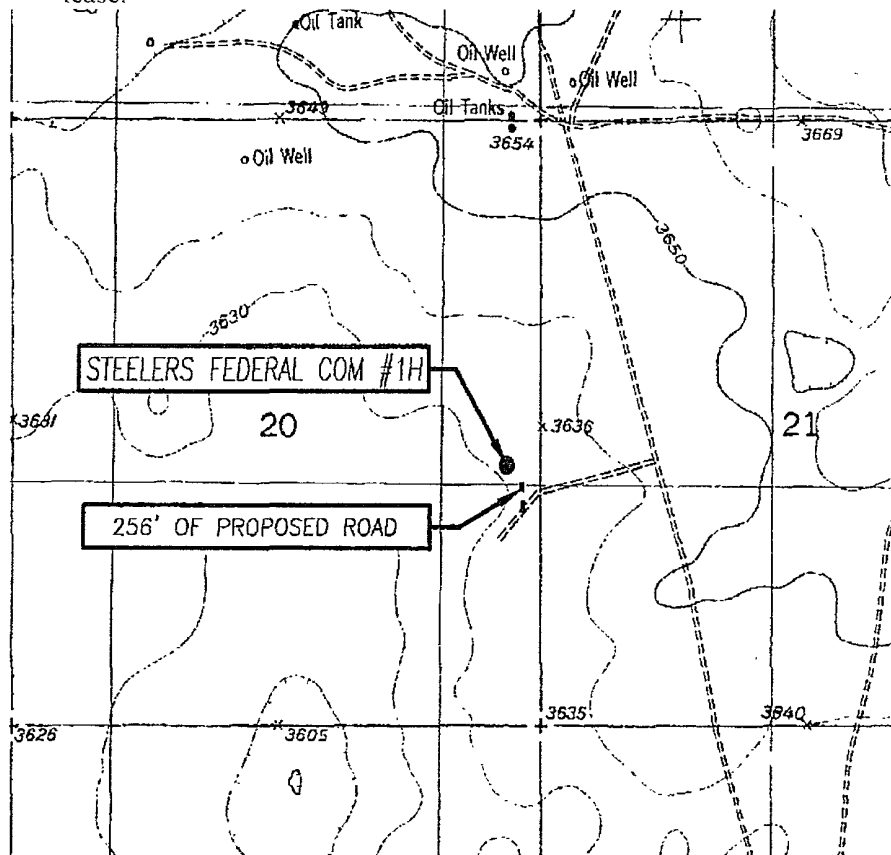 lease.
Oil Tank
Oil Well
Oil Well
3649
Oil Tanks
3654
3669
Oil Well
3650
3630
STEELERS FEDERAL COM #1H
3631
20
3636
21
256' OF PROPOSED ROAD
3626
3605
3635
3640